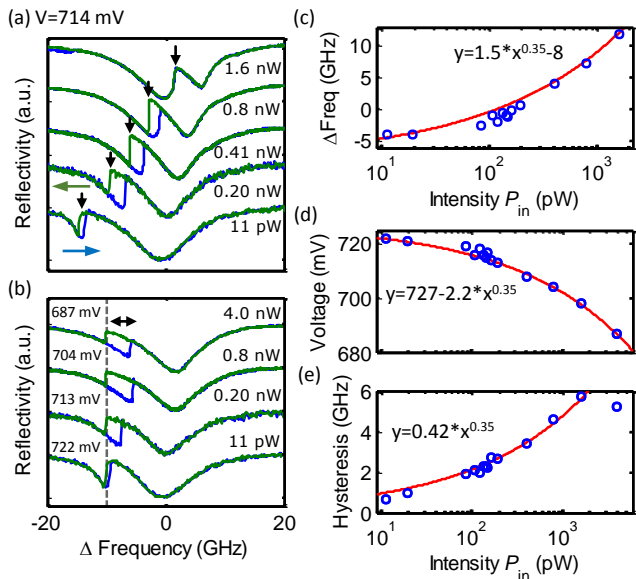 (a) V=714 mV
Reflectivity (a.u.)
1.6 nW
0.8 nW
0.41 nW
0.20 nW
11 pW
(b)
Reflectivity (a.u.)
687 mV
4.0 nW
704 mV
0.8 nW
713 mV
0.20 nW
722 mV
11 pW
-20 0 20
Δ Frequency (GHz)
(c)
ΔFreq (GHz)
10
5
0
-5
y=1.5*x^0.35-8
10^1 10^2 10^3
Intensity P_in (pW)
(d)
Voltage (mV)
720
700
680
y=727-2.2*x^0.35
(e)
Hysteresis (GHz)
6
4
2
0
y=0.42*x^0.35
10^1 10^2 10^3
Intensity P_in (pW)